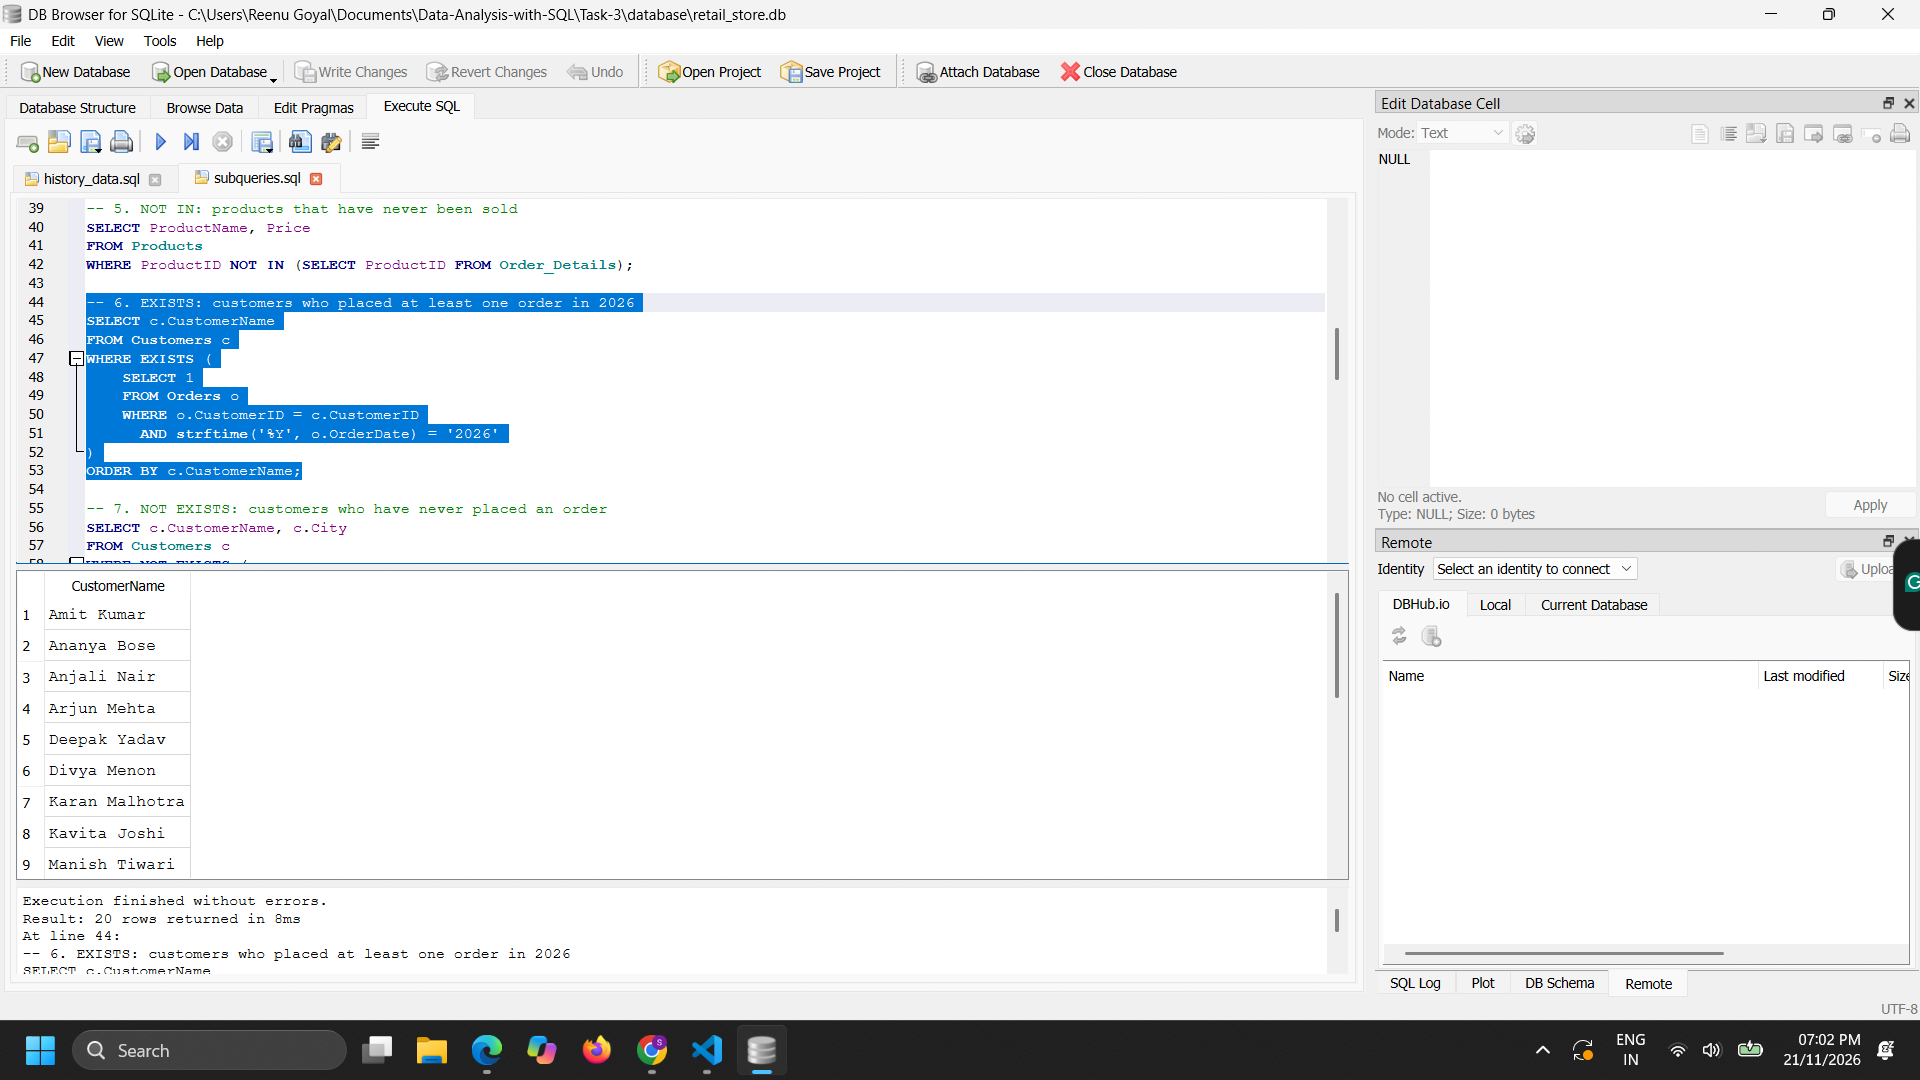 DB Browser for SQLite - C:\Users\Reenu Goyal\Documents\Data-Analysis-with-SQL\Task-3\database\retail_store.db
File Edit View Tools Help
New Database Open Database Write Changes Revert Changes Undo Open Project Save Project Attach Database Close Database
Database Structure Browse Data Edit Pragmas Execute SQL
history_data.sql subqueries.sql
39 -- 5. NOT IN: products that have never been sold
40 SELECT ProductName, Price
41 FROM Products
42 WHERE ProductID NOT IN (SELECT ProductID FROM Order_Details);
43
44 -- 6. EXISTS: customers who placed at least one order in 2026
45 SELECT c.CustomerName
46 FROM Customers c
47 WHERE EXISTS (
48 SELECT 1
49 FROM Orders o
50 WHERE o.CustomerID = c.CustomerID
51 AND strftime('%Y', o.OrderDate) = '2026'
52 )
53 ORDER BY c.CustomerName;
54
55 -- 7. NOT EXISTS: customers who have never placed an order
56 SELECT c.CustomerName, c.City
57 FROM Customers c
58 WHERE NOT EXISTS (
CustomerName
1 Amit Kumar
2 Ananya Bose
3 Anjali Nair
4 Arjun Mehta
5 Deepak Yadav
6 Divya Menon
7 Karan Malhotra
8 Kavita Joshi
9 Manish Tiwari
Execution finished without errors.
Result: 20 rows returned in 8ms
At line 44:
-- 6. EXISTS: customers who placed at least one order in 2026
SELECT c.CustomerName
Edit Database Cell
Mode: Text
NULL
No cell active.
Type: NULL; Size: 0 bytes
Apply
Remote
Identity Select an identity to connect Uploa
DBHub.io Local Current Database
Name Last modified Size
SQL Log Plot DB Schema Remote
UTF-8
Search
ENG
IN
07:02 PM
21/11/2026